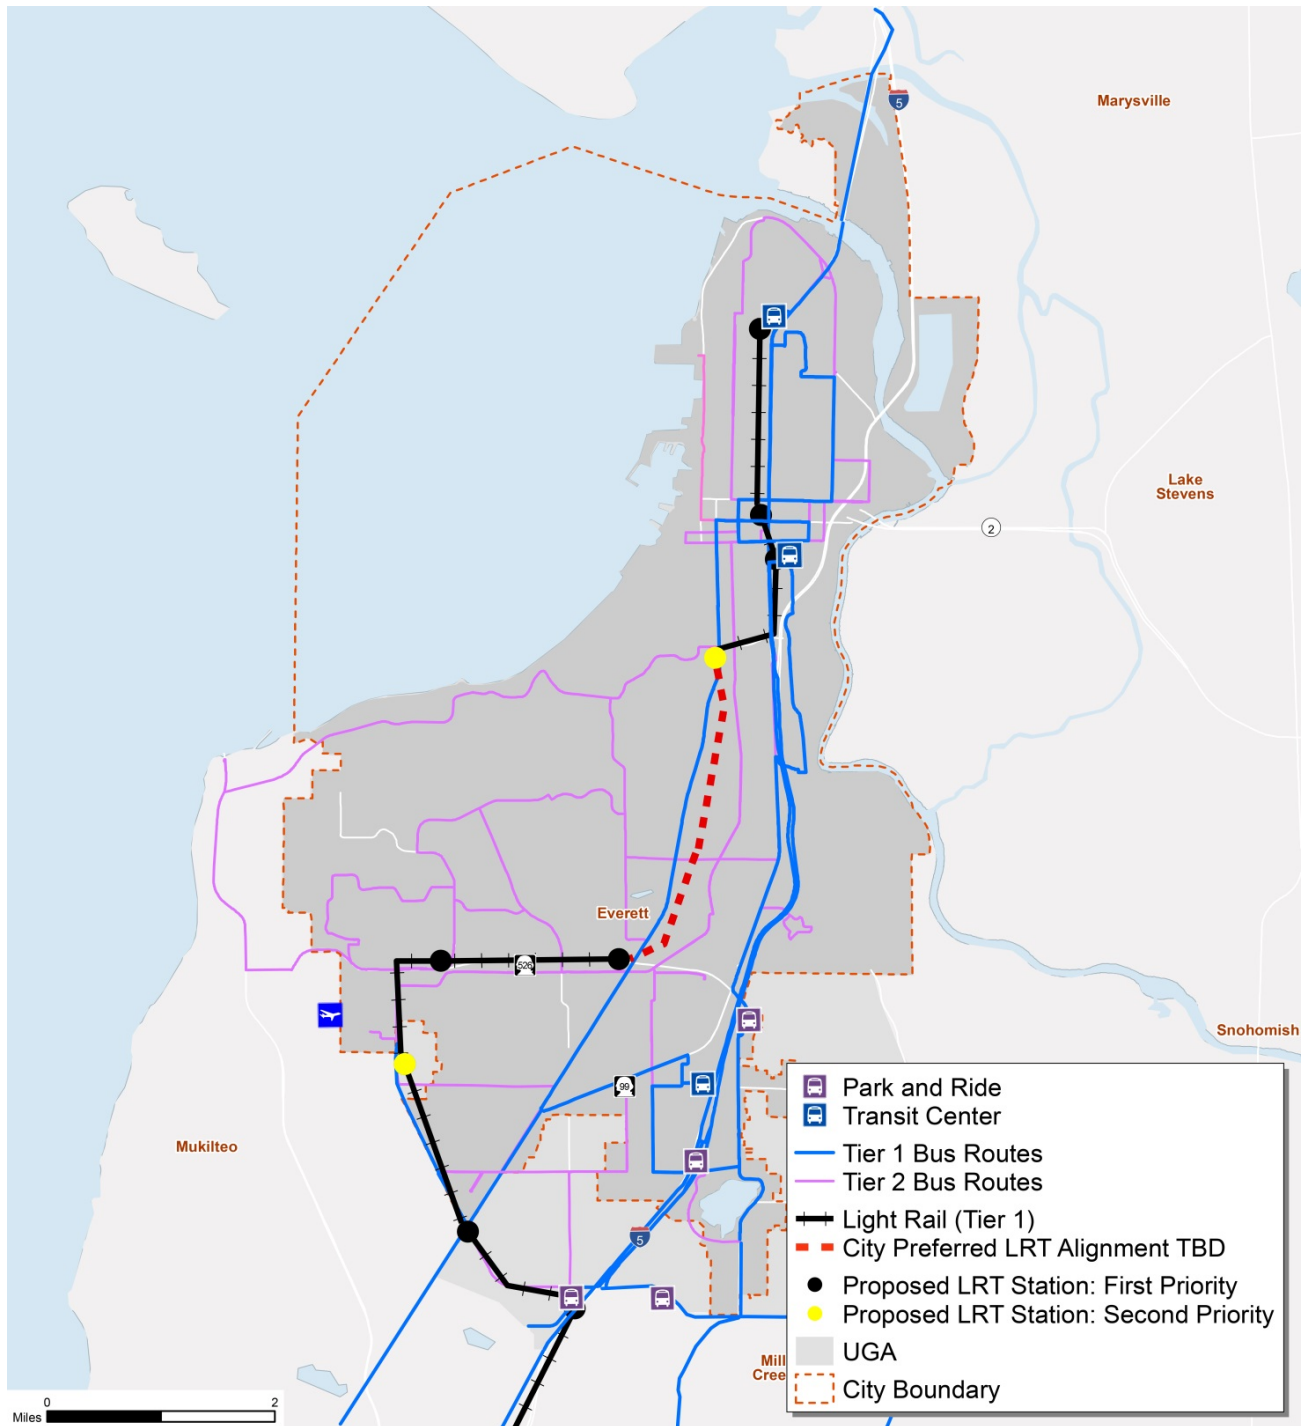 5
Marysville
Lake
Stevens
2
Everett
526
Snohomish
99
Mukilteo
5
Mill
Cree
Park and Ride
Transit Center
Tier 1 Bus Routes
Tier 2 Bus Routes
Light Rail (Tier 1)
City Preferred LRT Alignment TBD
Proposed LRT Station: First Priority
Proposed LRT Station: Second Priority
UGA
City Boundary
0 2
Miles